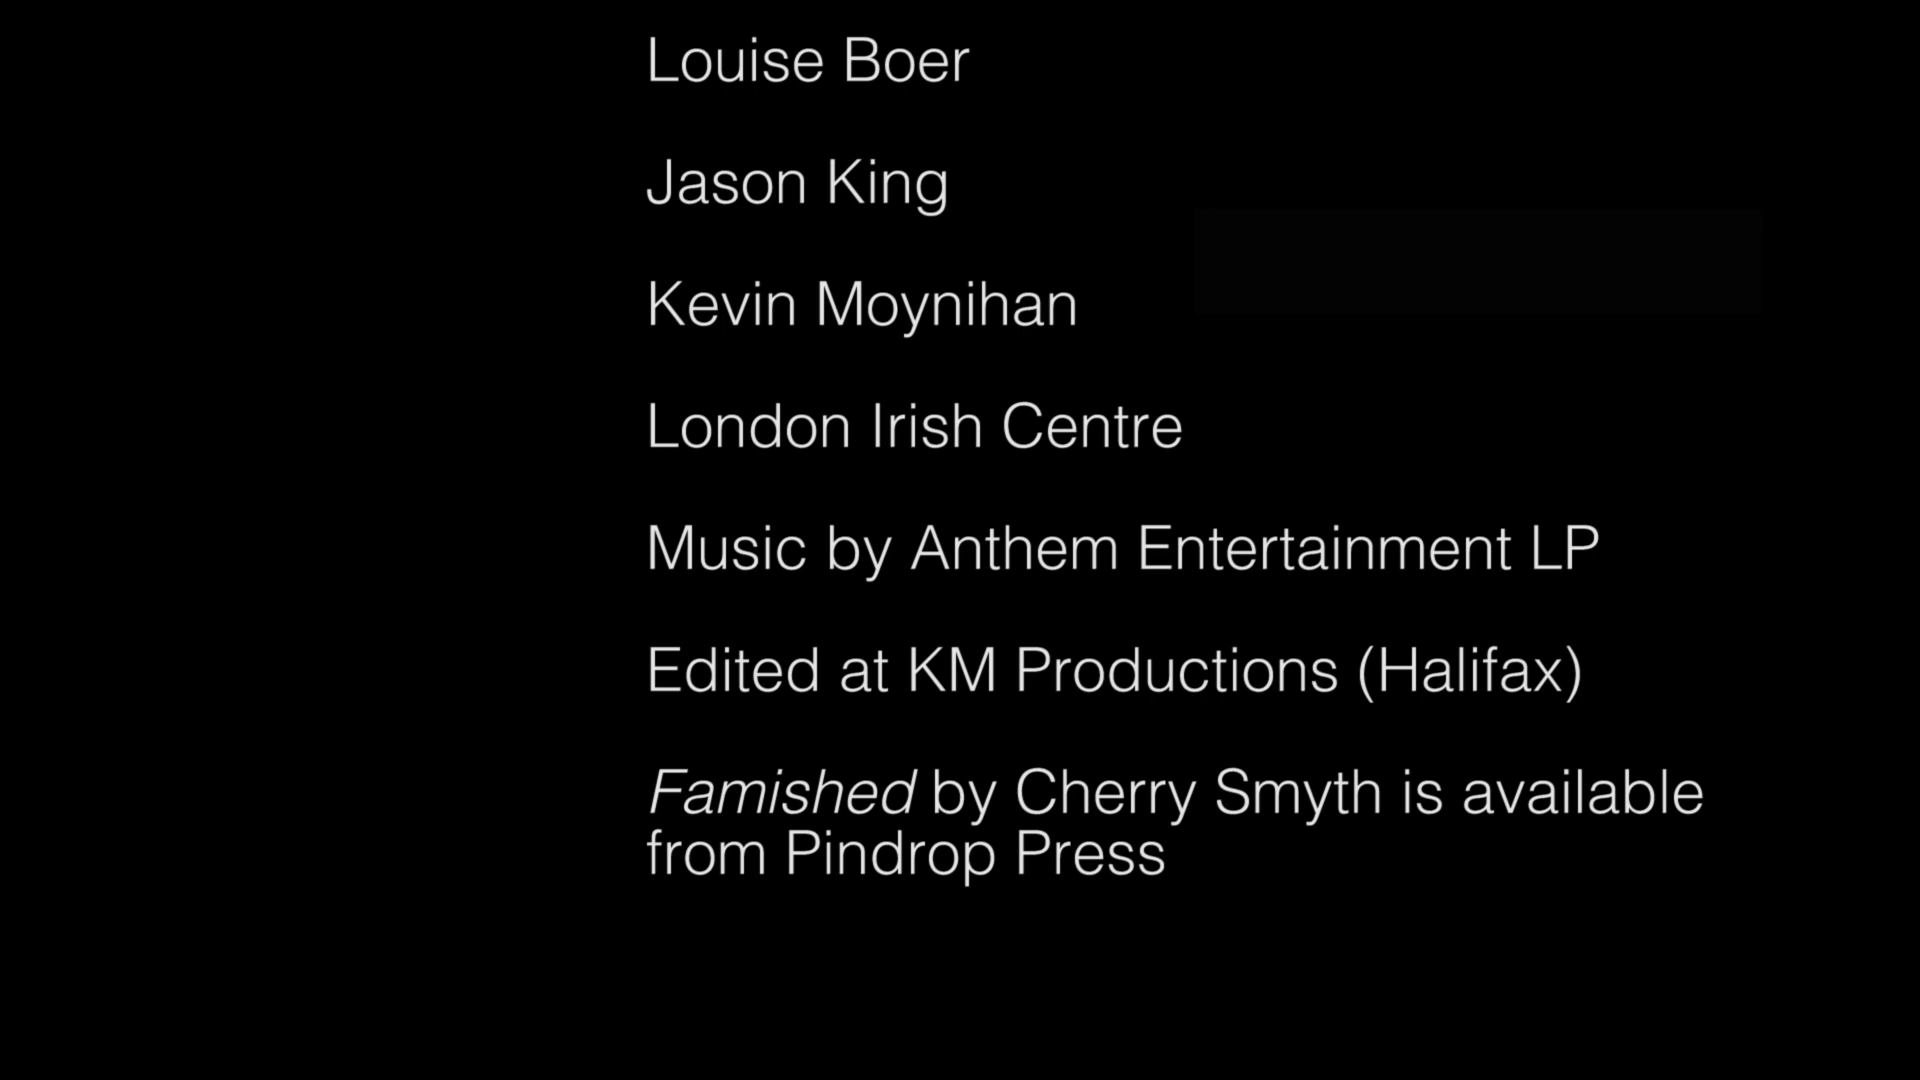 Louise Boer
Jason King
Kevin Moynihan
London Irish Centre
Music by Anthem Entertainment LP
Edited at KM Productions (Halifax)
Famished by Cherry Smyth is available
from Pindrop Press